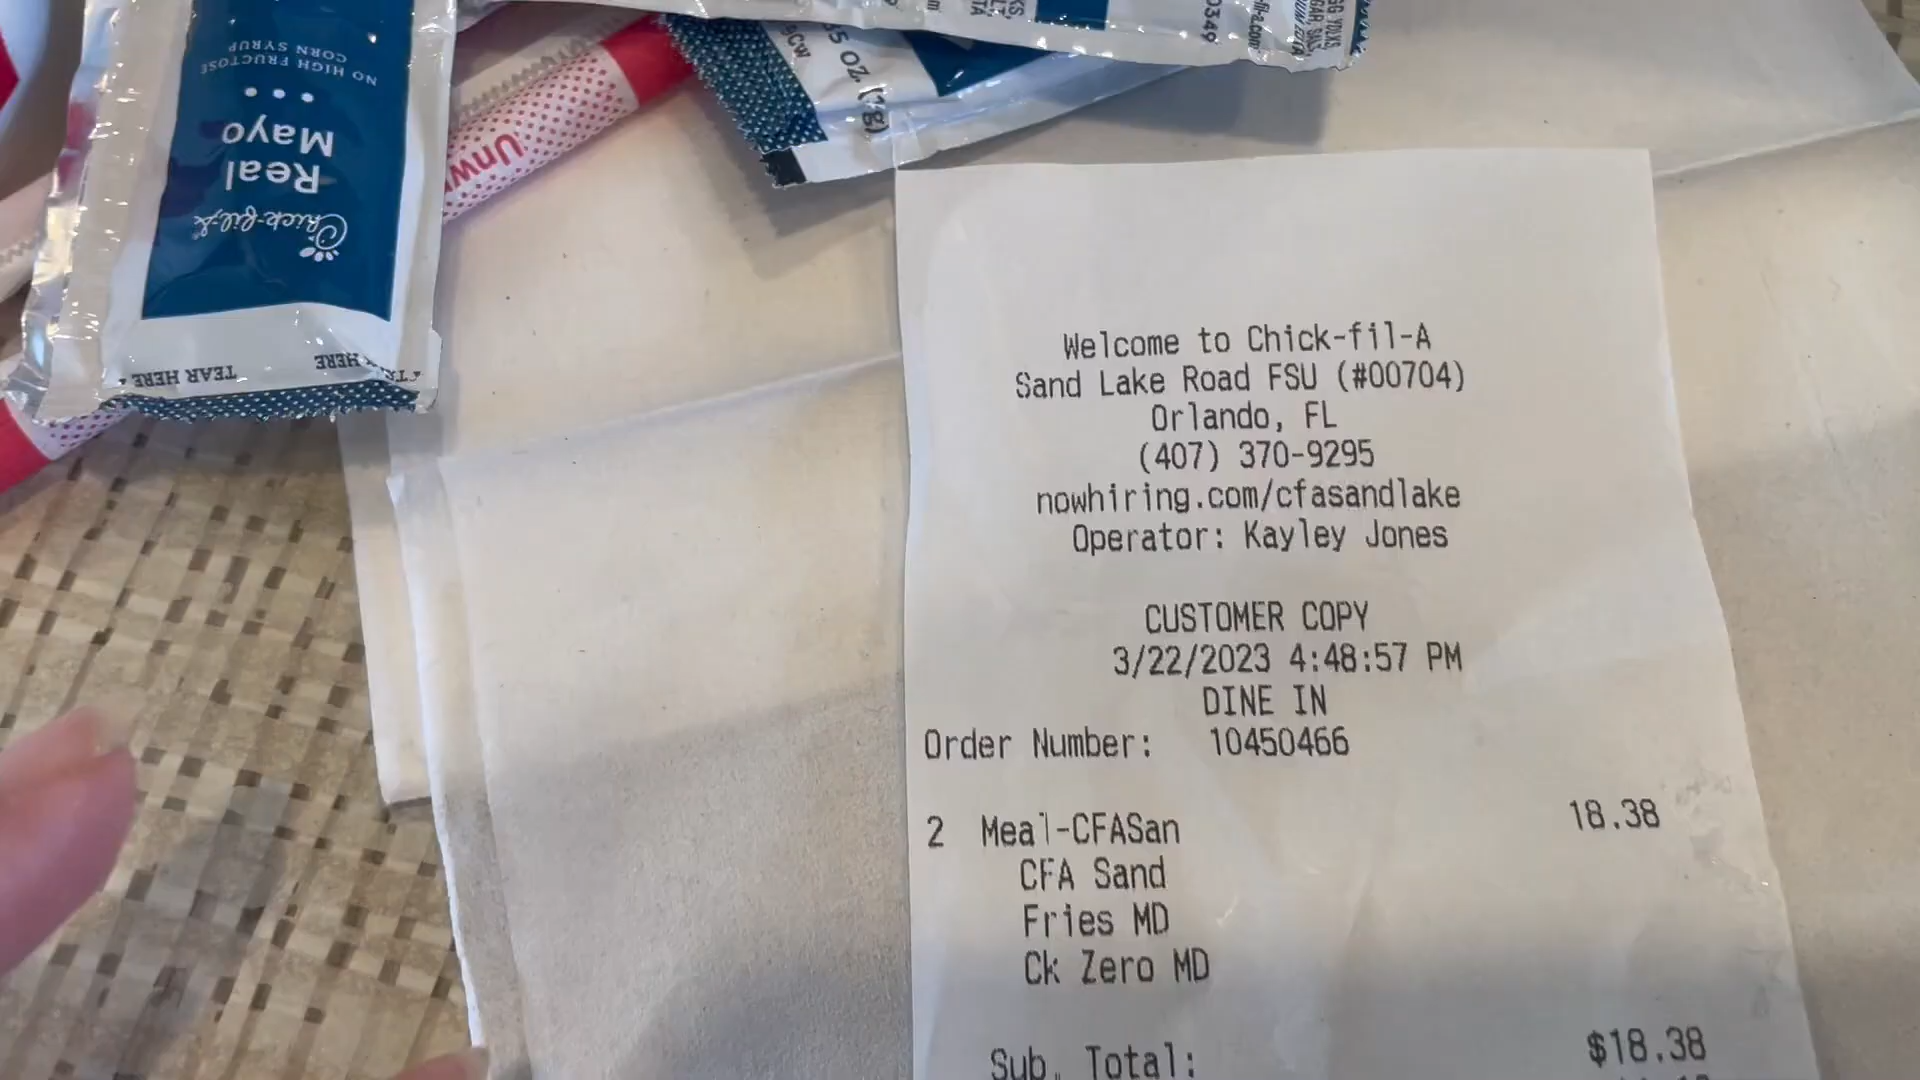 NO HIGH FRUCTOSE
CORN SYRUP
Real
Mayo
Chick-fil-A
TEAR HERE
HERE
Unw
OZ.
Welcome to Chick-fil-A
Sand Lake Road FSU (#00704)
Orlando, FL
(407) 370-9295
nowhiring.com/cfasandlake
Operator: Kayley Jones
CUSTOMER COPY
3/22/2023 4:48:57 PM
DINE IN
Order Number: 10450466
2 Meal-CFASan 18.38
CFA Sand
Fries MD
Ck Zero MD
Sub. Total: $18.38